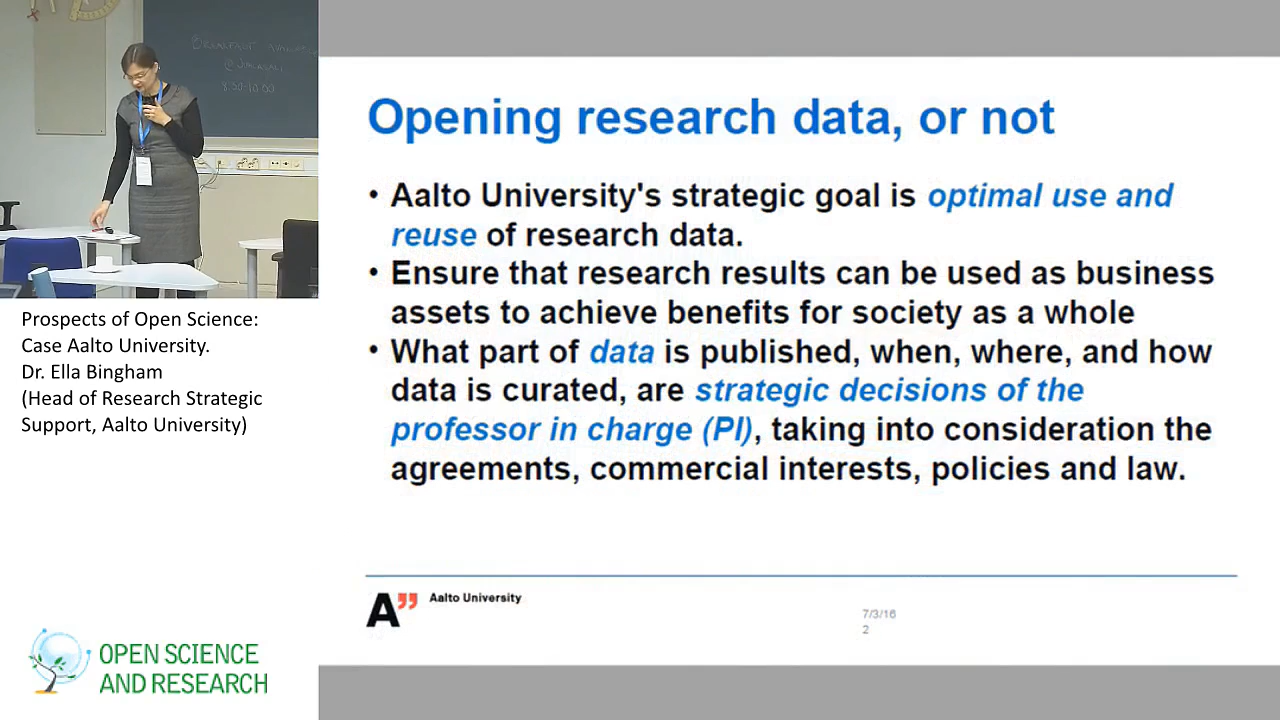 Opening research data, or not
• Aalto University's strategic goal is optimal use and
reuse of research data.
• Ensure that research results can be used as business
assets to achieve benefits for society as a whole
• What part of data is published, when, where, and how
data is curated, are strategic decisions of the
professor in charge (PI), taking into consideration the
agreements, commercial interests, policies and law.
A”
Aalto University
7/3/16
2
8:30-10:00
Prospects of Open Science:
Case Aalto University.
Dr. Ella Bingham
(Head of Research Strategic
Support, Aalto University)
OPEN SCIENCE
AND RESEARCH